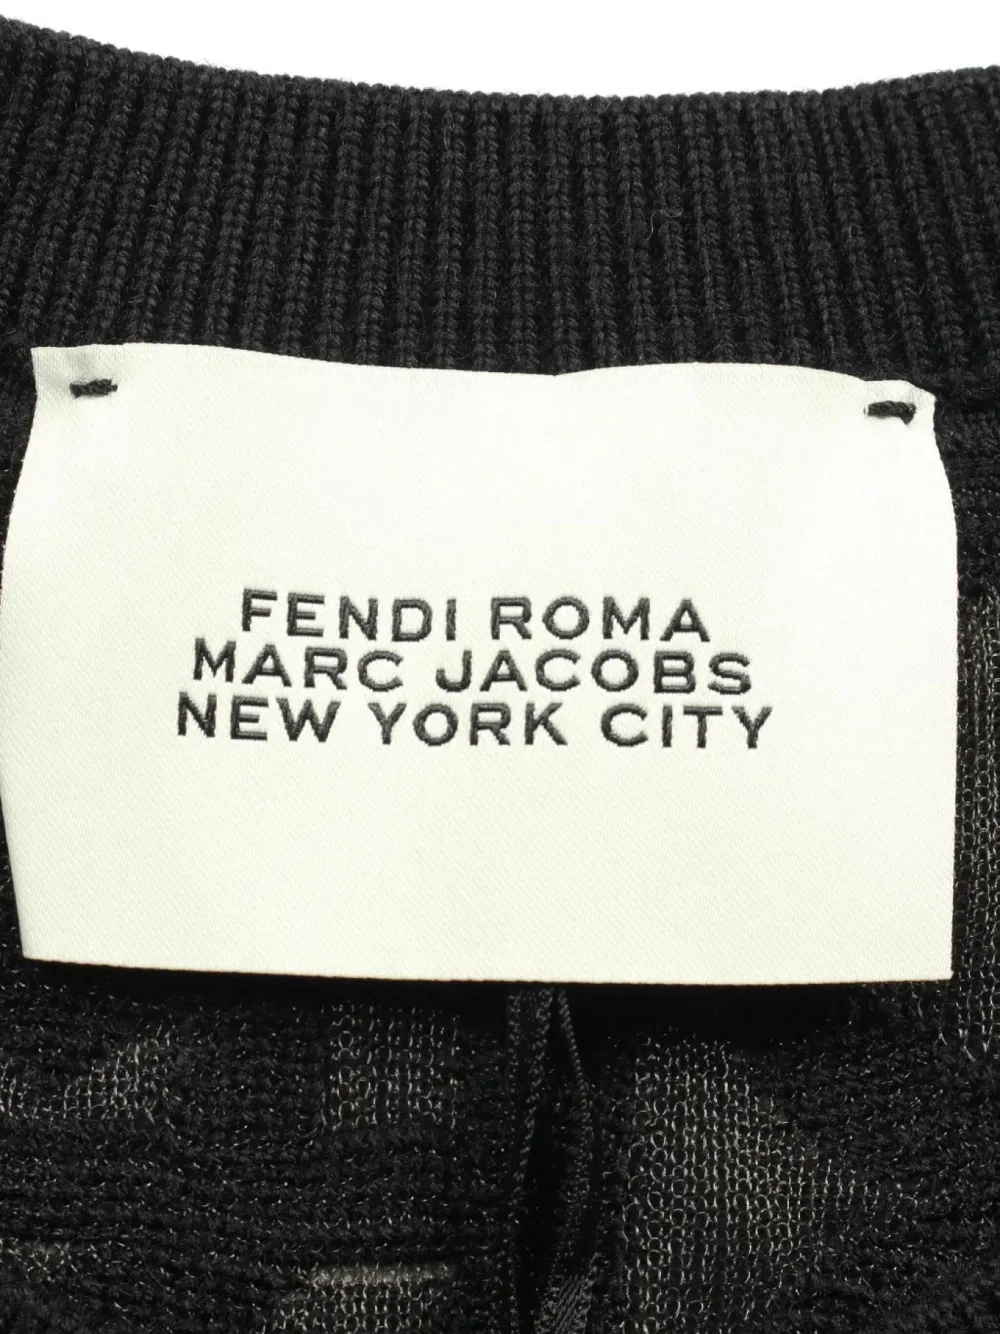 FENDI ROMA
MARC JACOBS
NEW YORK CITY